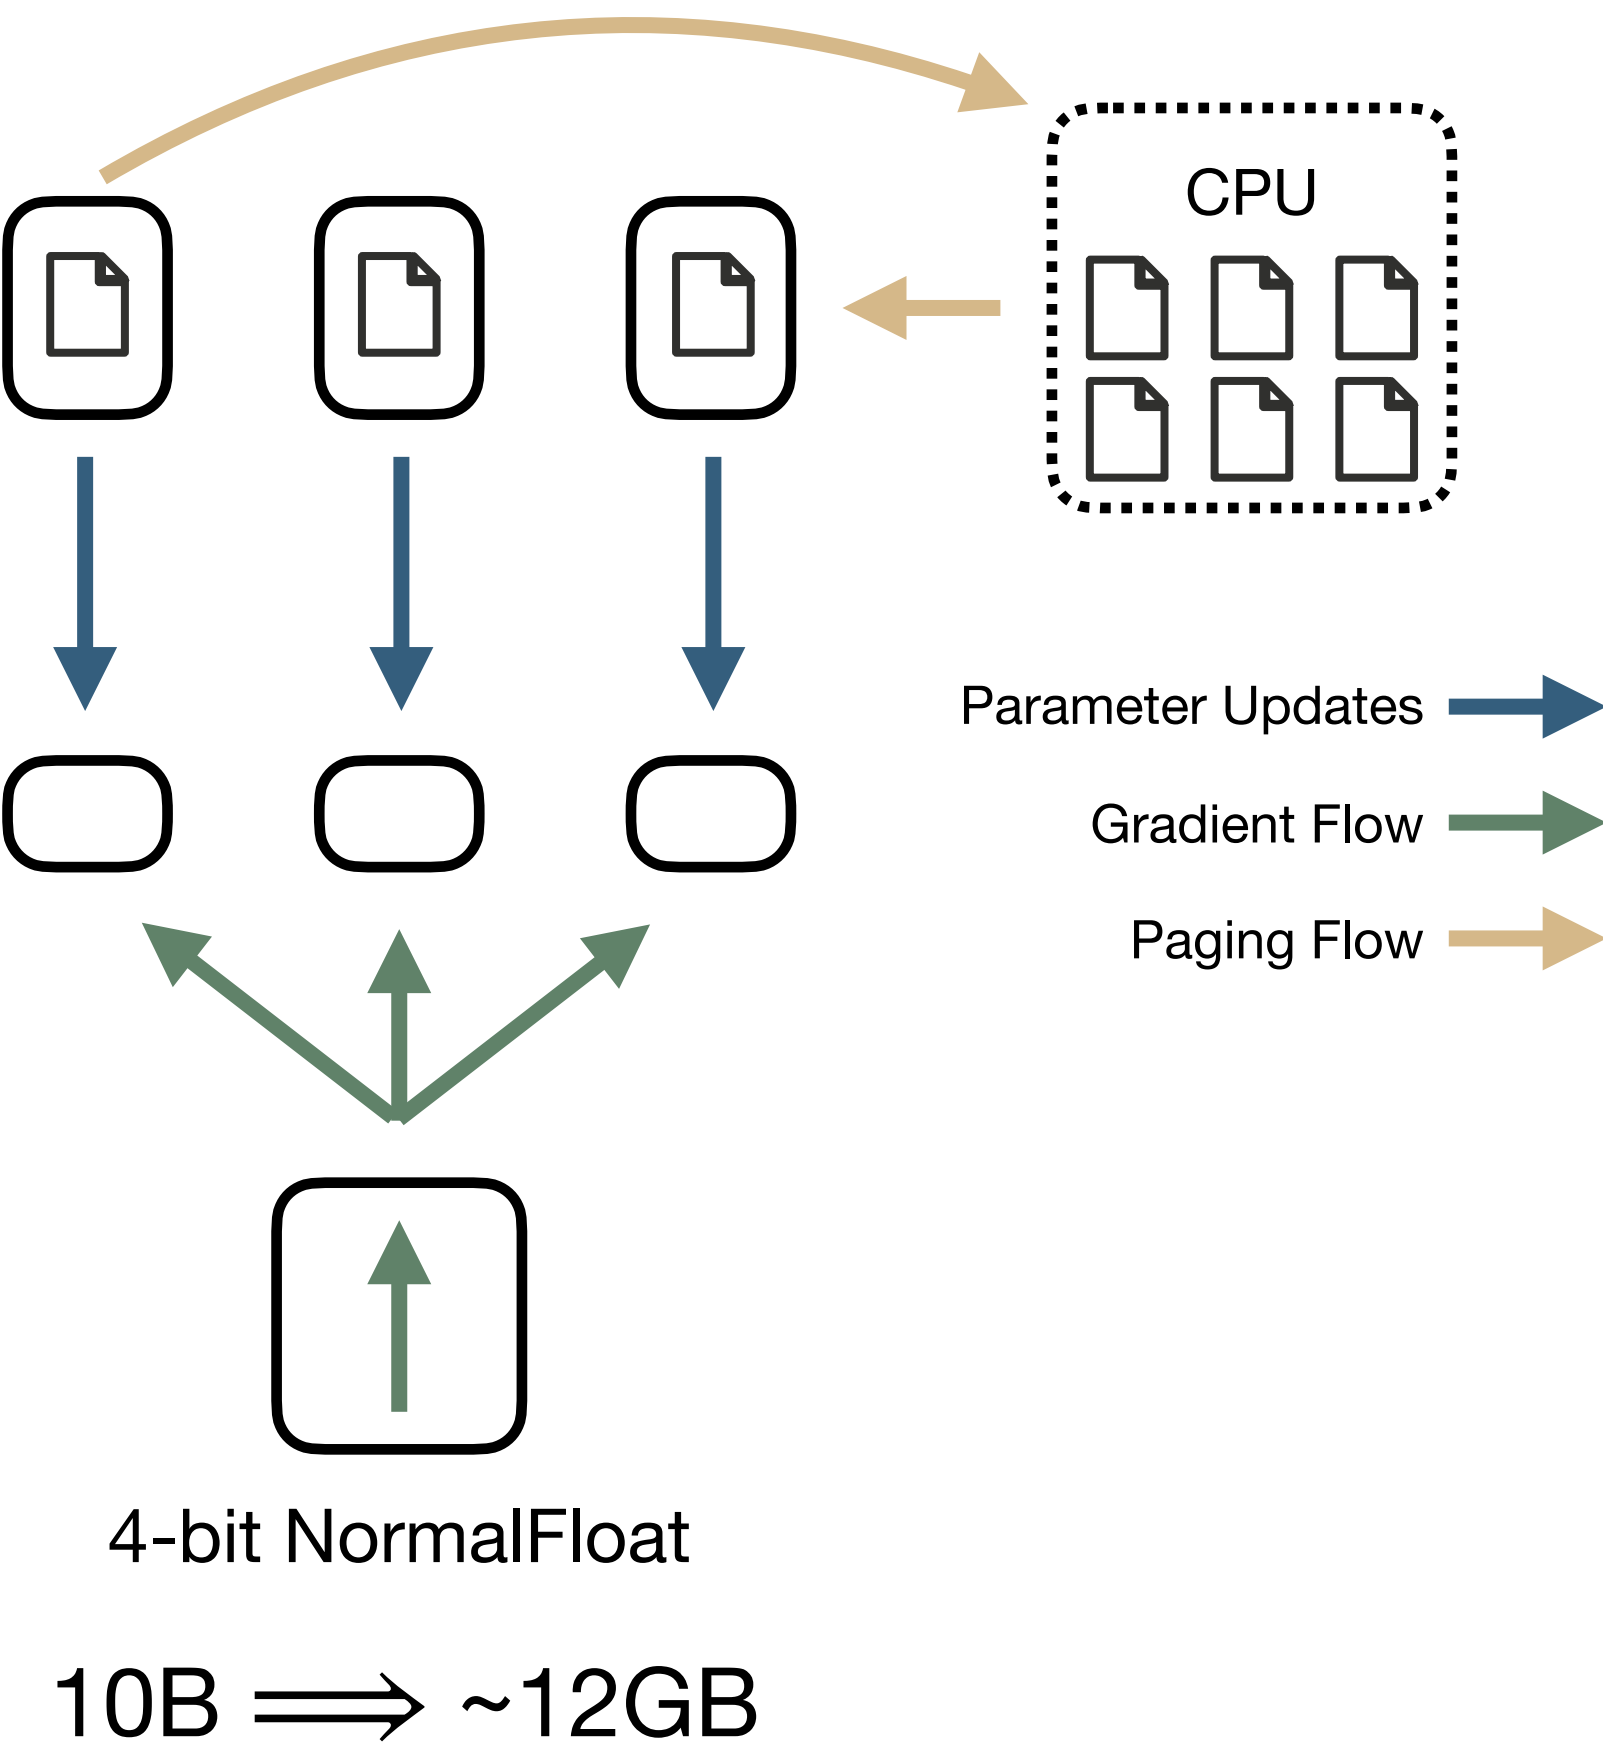 CPU
Parameter Updates
Gradient Flow
Paging Flow
4-bit NormalFloat
10B ⟹ ~12GB